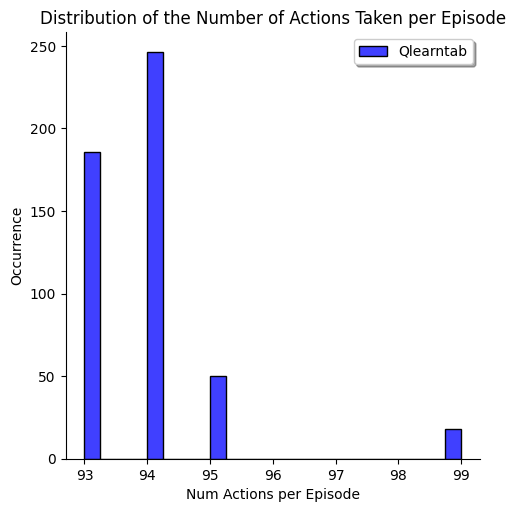 Distribution of the Number of Actions Taken per Episode
Qlearntab
250
200
150
100
50
0
Occurrence
93 94 95 96 97 98 99
Num Actions per Episode